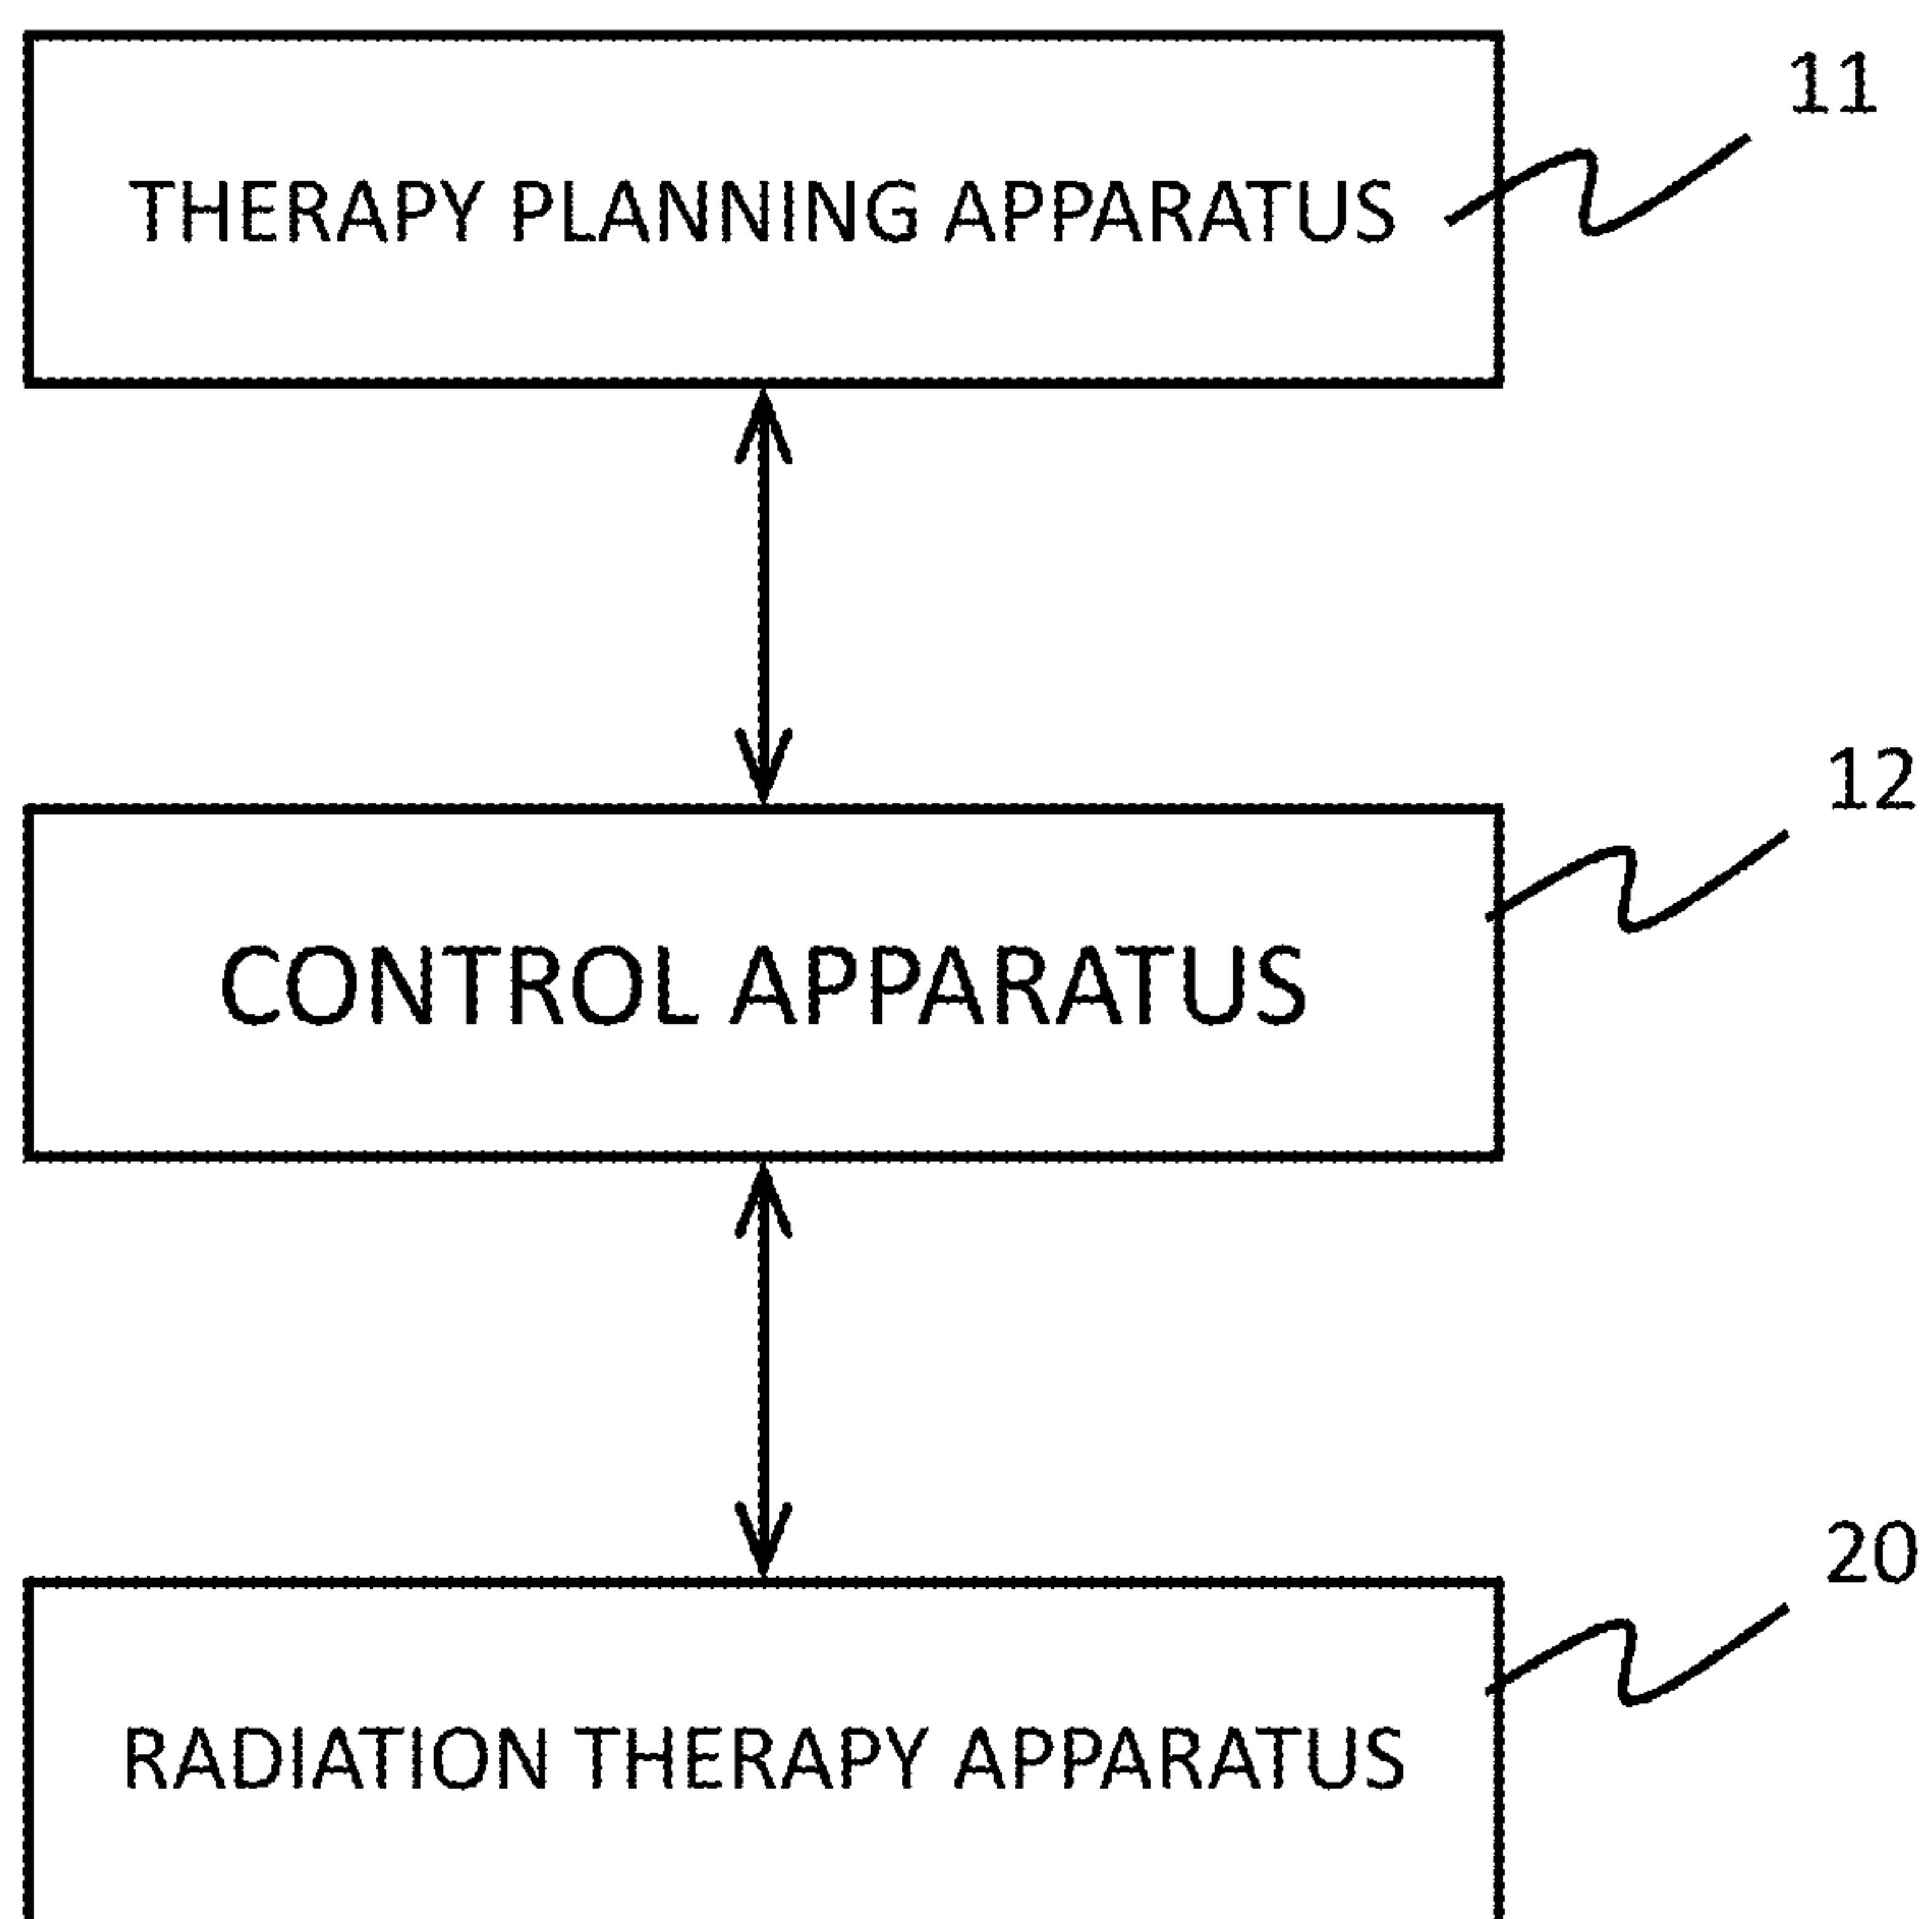 11
THERAPY PLANNING APPARATUS
12
CONTROL APPARATUS
20
RADIATION THERAPY APPARATUS